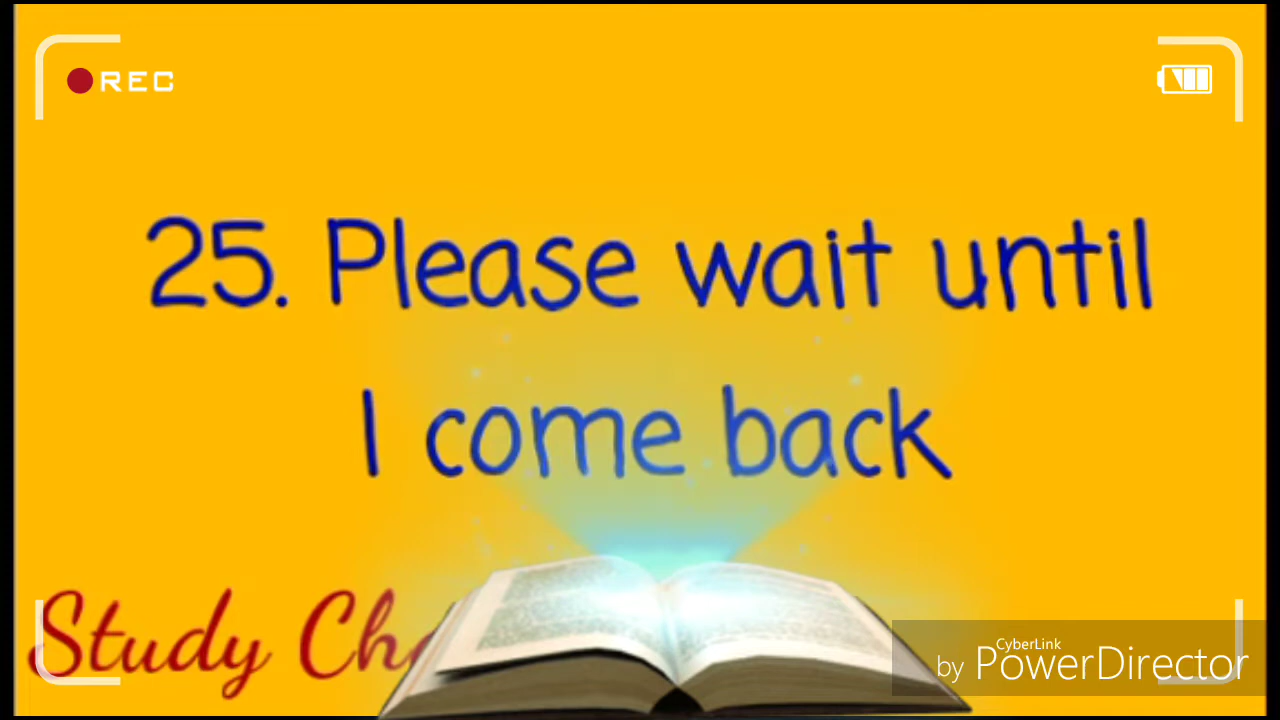 REC
25. Please wait until
I come back
Study
CyberLink
by PowerDirector